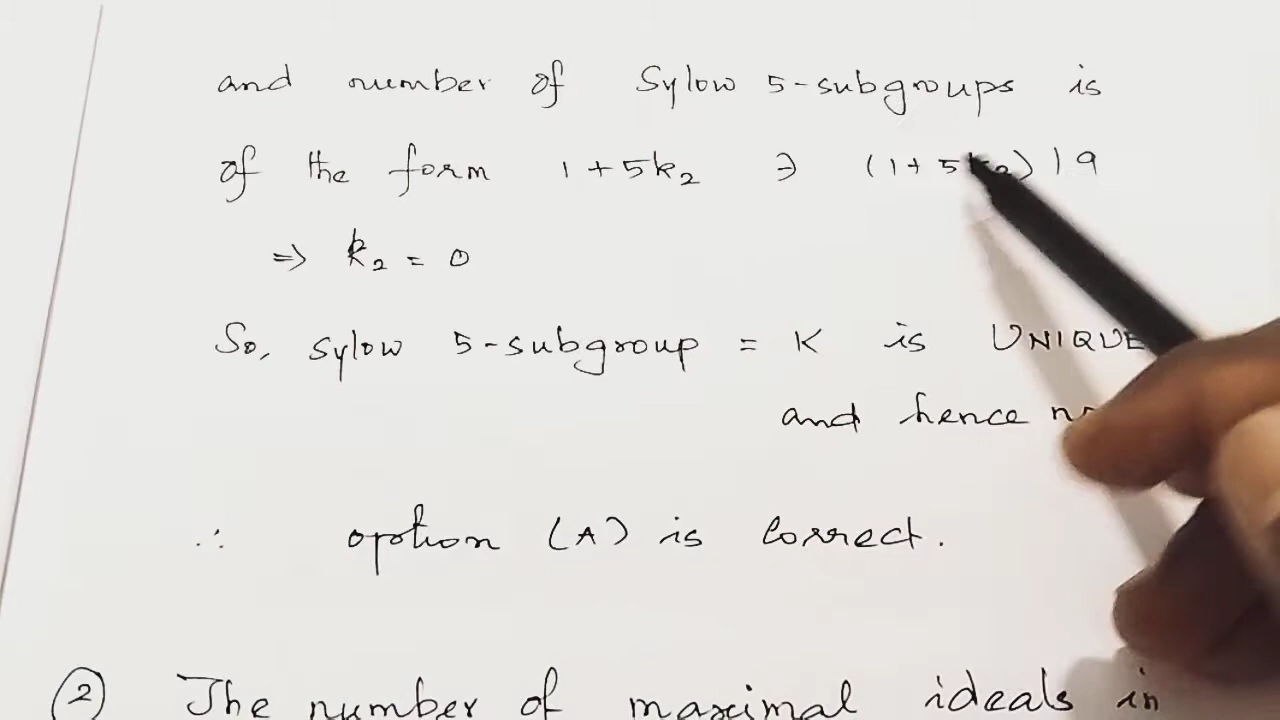 and number of Sylow 5-subgroups is
of the form 1+5k₂ ∋ (1+5k₂) | 9
⇒ k₂ = 0
So, sylow 5-subgroup = K is UNIQUE
and hence
∴ option (A) is correct.
② The number of maximal ideals in